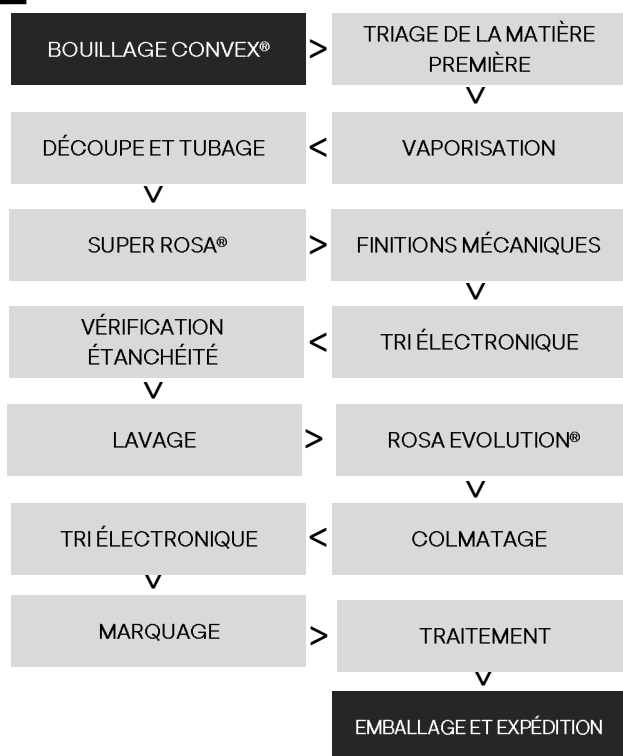 BOUILLAGE CONVEX®
>
TRIAGE DE LA MATIÈRE
PREMIÈRE
V
DÉCOUPE ET TUBAGE
<
VAPORISATION
V
SUPER ROSA®
>
FINITIONS MÉCANIQUES
V
VÉRIFICATION
ÉTANCHÉITÉ
<
TRI ÉLECTRONIQUE
V
LAVAGE
>
ROSA EVOLUTION®
V
TRI ÉLECTRONIQUE
<
COLMATAGE
V
MARQUAGE
>
TRAITEMENT
V
EMBALLAGE ET EXPÉDITION